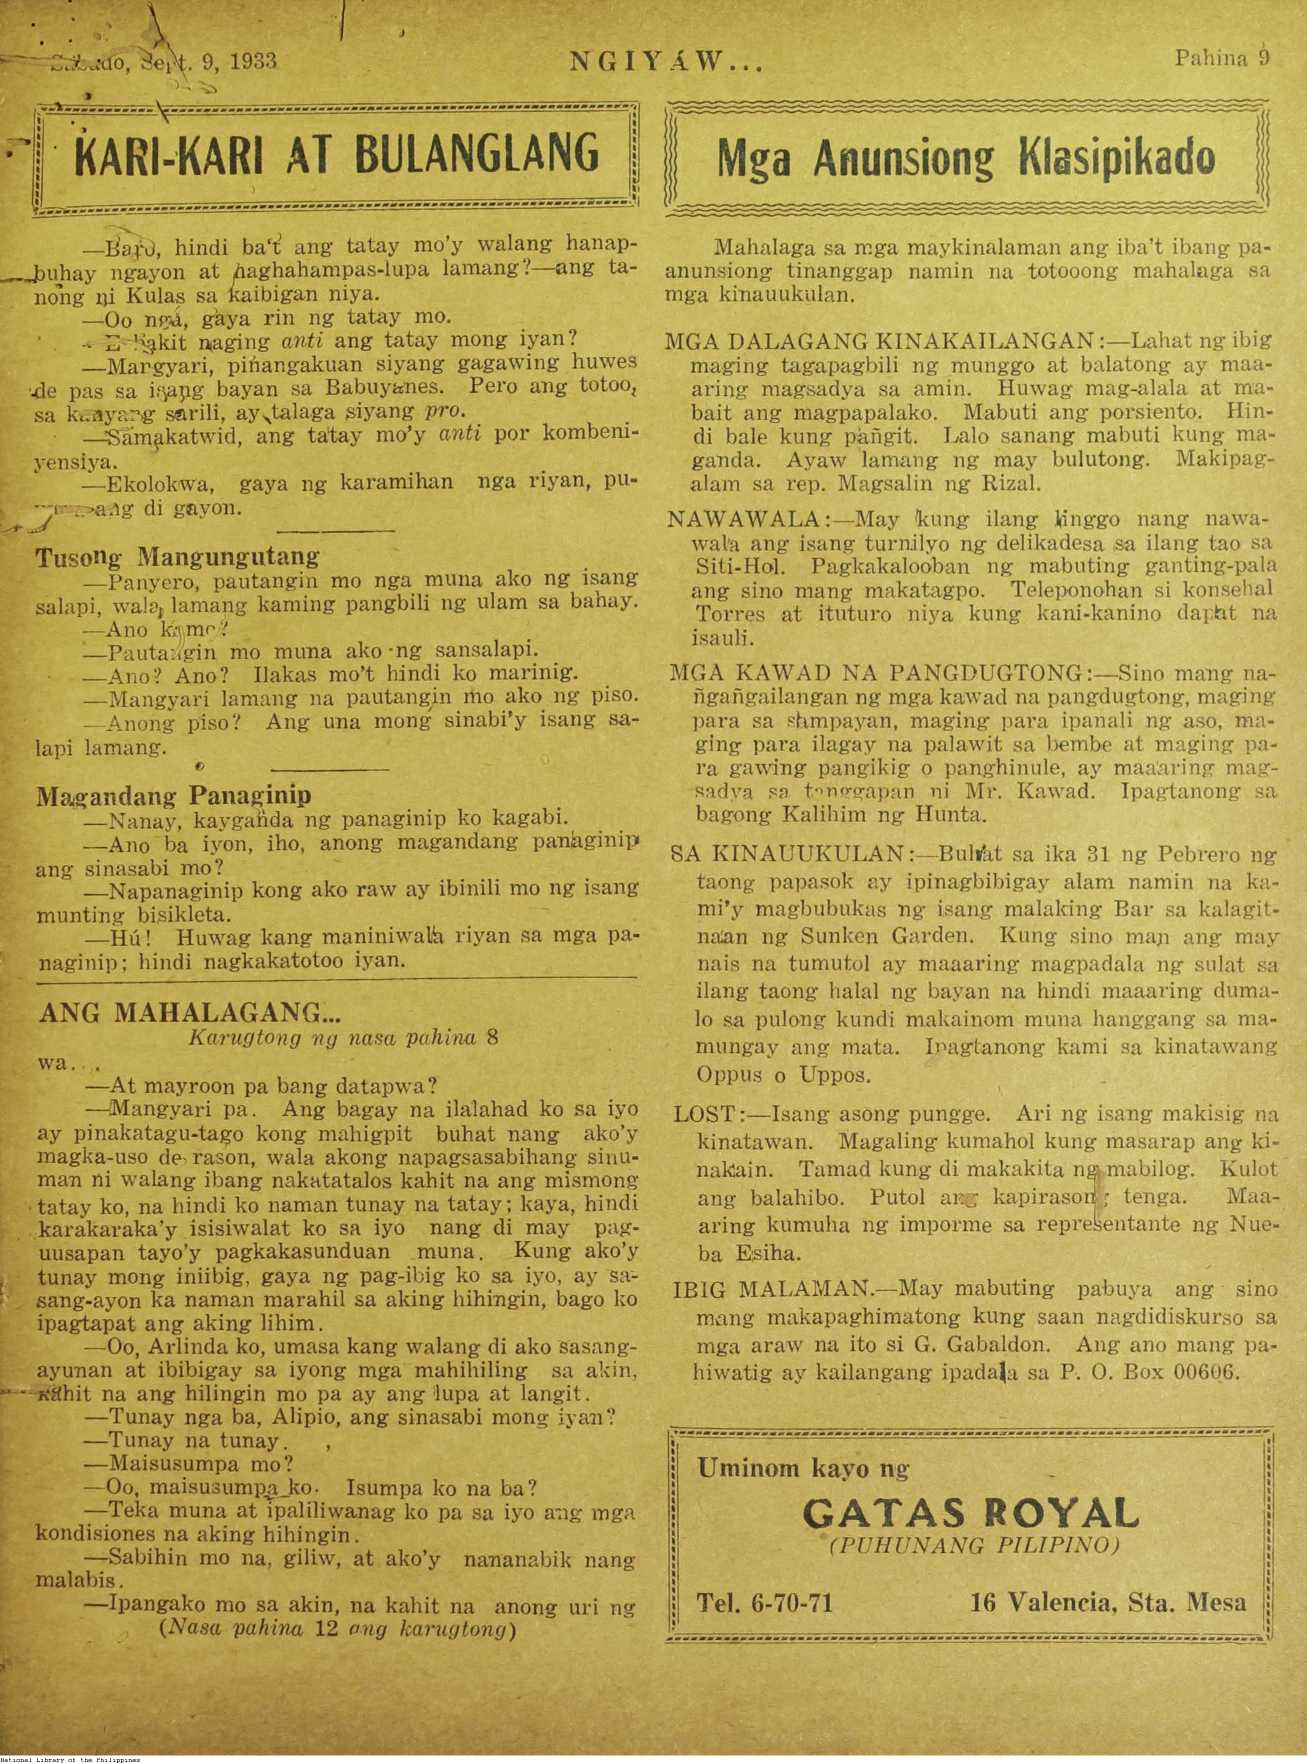 Sabado, Sept. 9, 1933
NGIYAW...
Pahina 9
KARI-KARI AT BULANGLANG
—Baro, hindi ba't ang tatay mo'y walang hanap-
buhay ngayon at naghahampas-lupa lamang?—ang ta-
nong ni Kulas sa kaibigan niya.
—Oo nga, gaya rin ng tatay mo.
—E bakit naging anti ang tatay mong iyan?
—Margyari, piñangakuan siyang gagawing huwes
de pas sa isang bayan sa Babuyanes. Pero ang totoo,
sa kanyang sarili, ay talaga siyang pro.
—Samakatwid, ang tatay mo'y anti por kombeni-
yensiya.
—Ekolokwa, gaya ng karamihan nga riyan, pu-
di gayon.
Tusong Mangungutang
—Panyero, pautangin mo nga muna ako ng isang
salapi, wala lamang kaming pangbili ng ulam sa bahay.
—Ano kamo?
—Pautangin mo muna ako ng sansalapi.
—Ano? Ano? Ilakas mo't hindi ko marinig.
—Mangyari lamang na pautangin mo ako ng piso.
—Anong piso? Ang una mong sinabi'y isang sa-
lapi lamang.
Magandang Panaginip
—Nanay, kayganda ng panaginip ko kagabi.
—Ano ba iyon, iho, anong magandang panaginip
ang sinasabi mo?
—Napanaginip kong ako raw ay ibinili mo ng isang
munting bisikleta.
—Hú! Huwag kang maniniwala riyan sa mga pa-
naginip; hindi nagkakatotoo iyan.
ANG MAHALAGANG...
Karugtong ng nasa pahina 8
wa...
—At mayroon pa bang datapwa?
—Mangyari pa. Ang bagay na ilalahad ko sa iyo
ay pinakatagu-tago kong mahigpit buhat nang ako'y
magka-uso de rason, wala akong napagsasabihang sinu-
man ni walang ibang nakatatalos kahit na ang mismong
tatay ko, na hindi ko naman tunay na tatay; kaya, hindi
karakaraka'y isisiwalat ko sa iyo nang di may pag-
uusapan tayo'y pagkakasunduan muna. Kung ako'y
tunay mong iniibig, gaya ng pag-ibig ko sa iyo, ay sa-
sang-ayon ka naman marahil sa aking hihingin, bago ko
ipagtapat ang aking lihim.
—Oo, Arlinda ko, umasa kang walang di ako sasang-
ayunan at ibibigay sa iyong mga mahihiling sa akin,
kahit na ang hilingin mo pa ay ang lupa at langit.
—Tunay nga ba, Alipio, ang sinasabi mong iyan?
—Tunay na tunay.
—Maisusumpa mo?
—Oo, maisusumpa ko. Isumpa ko na ba?
—Teka muna at ipaliliwanag ko pa sa iyo ang mga
kondisiones na aking hihingin.
—Sabihin mo na, giliw, at ako'y nananabik nang
malabis.
—Ipangako mo sa akin, na kahit na anong uri ng
(Nasa pahina 12 ang karugtong)
Mga Anunsiong Klasipikado
Mahalaga sa mga maykinalaman ang iba't ibang pa-
anunsiong tinanggap namin na totooong mahalaga sa
mga kinauukulan.
MGA DALAGANG KINAKAILANGAN:—Lahat ng ibig
maging tagapagbili ng munggo at balatong ay maa-
aring magsadya sa amin. Huwag mag-alala at ma-
bait ang magpapalako. Mabuti ang porsiento. Hin-
di bale kung pañgit. Lalo sanang mabuti kung ma-
ganda. Ayaw lamang ng may bulutong. Makipag-
alam sa rep. Magsalin ng Rizal.
NAWAWALA:—May kung ilang linggo nang nawa-
wala ang isang turnilyo ng delikadesa sa ilang tao sa
Siti-Hol. Pagkakalooban ng mabuting ganting-pala
ang sino mang makatagpo. Teleponohan si konsehal
Torres at ituturo niya kung kani-kanino dapat na
isauli.
MGA KAWAD NA PANGDUGTONG:—Sino mang na-
ñgañgailangan ng mga kawad na pangdugtong, maging
para sa sampayan, maging para ipanali ng aso, ma-
ging para ilagay na palawit sa bembe at maging pa-
ra gawing pangikig o panghinule, ay maaaring mag-
sadya sa tanggapan ni Mr. Kawad. Ipagtanong sa
bagong Kalihim ng Hunta.
SA KINAUUKULAN:—Buhat sa ika 31 ng Pebrero ng
taong papasok ay ipinagbibigay alam namin na ka-
mi'y magbubukas ng isang malaking Bar sa kalagit-
naan ng Sunken Garden. Kung sino man ang may
nais na tumutol ay maaaring magpadala ng sulat sa
ilang taong halal ng bayan na hindi maaaring duma-
lo sa pulong kundi makainom muna hanggang sa ma-
mungay ang mata. Ipagtanong kami sa kinatawang
Oppus o Uppos.
LOST:—Isang asong pungge. Ari ng isang makisig na
kinatawan. Magaling kumahol kung masarap ang ki-
nakain. Tamad kung di makakita ng mabilog. Kulot
ang balahibo. Putol ang kapirasong tenga. Maa-
aring kumuha ng imporme sa representante ng Nue-
ba Esiha.
IBIG MALAMAN.—May mabuting pabuya ang sino
mang makapaghimatong kung saan nagdidiskurso sa
mga araw na ito si G. Gabaldon. Ang ano mang pa-
hiwatig ay kailangang ipadala sa P. O. Box 00606.
Uminom kayo ng
GATAS ROYAL
(PUHUNANG PILIPINO)
Tel. 6-70-71 16 Valencia, Sta. Mesa
National Library of the Philippines